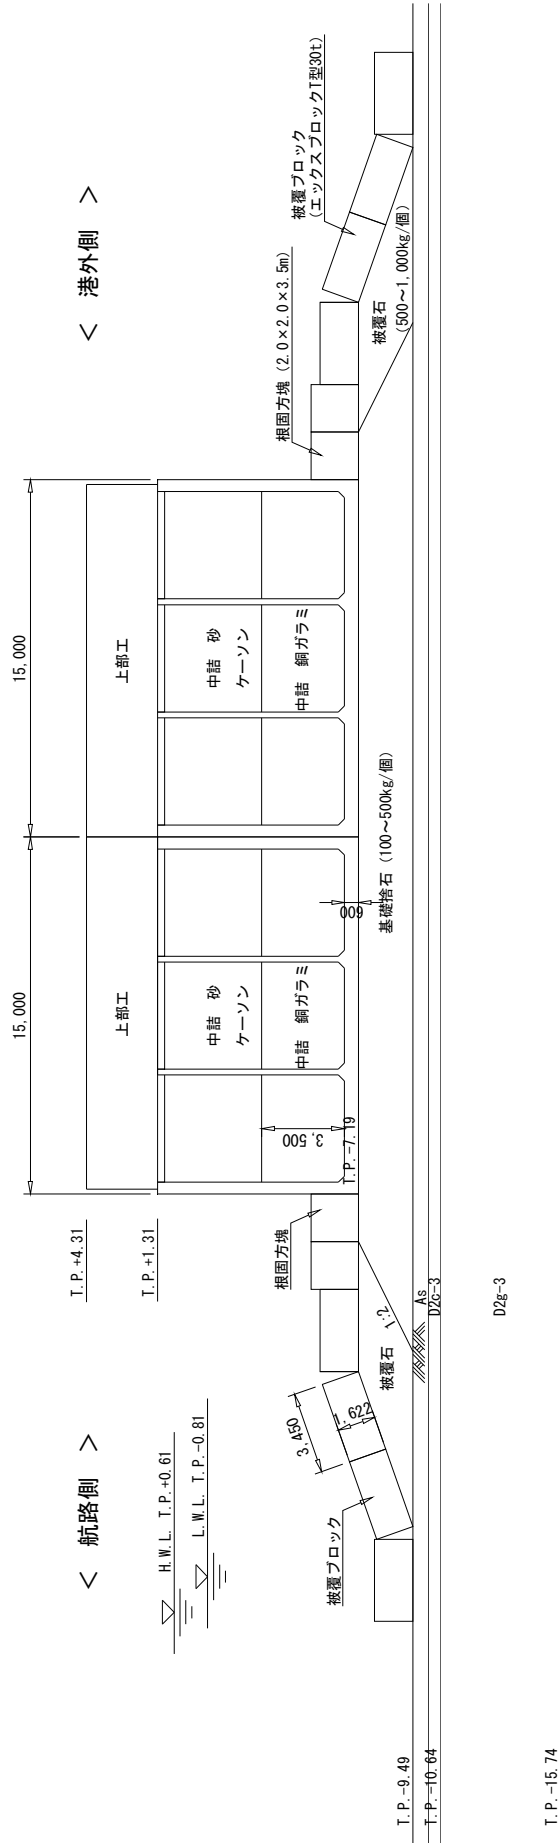 < 航路側 >
< 港外側 >
15,000
15,000
T.P.+4.31
T.P.+1.31
H.W.L. T.P.+0.61
L.W.L. T.P.-0.81
上部工
上部工
中詰 砂
ケーソン
中詰 銅ガラミ
中詰 砂
ケーソン
中詰 銅ガラミ
3,500
T.P.-7.19
600
基礎捨石 (100~500kg/個)
根固方塊
根固方塊 (2.0×2.0×3.5m)
被覆ブロック
(エックスブロックT型30t)
被覆石
(500~1,000kg/個)
3,450
1,622
被覆ブロック
被覆石
1:2
As
D2c-3
D2g-3
T.P.-9.49
T.P.-10.64
T.P.-15.74